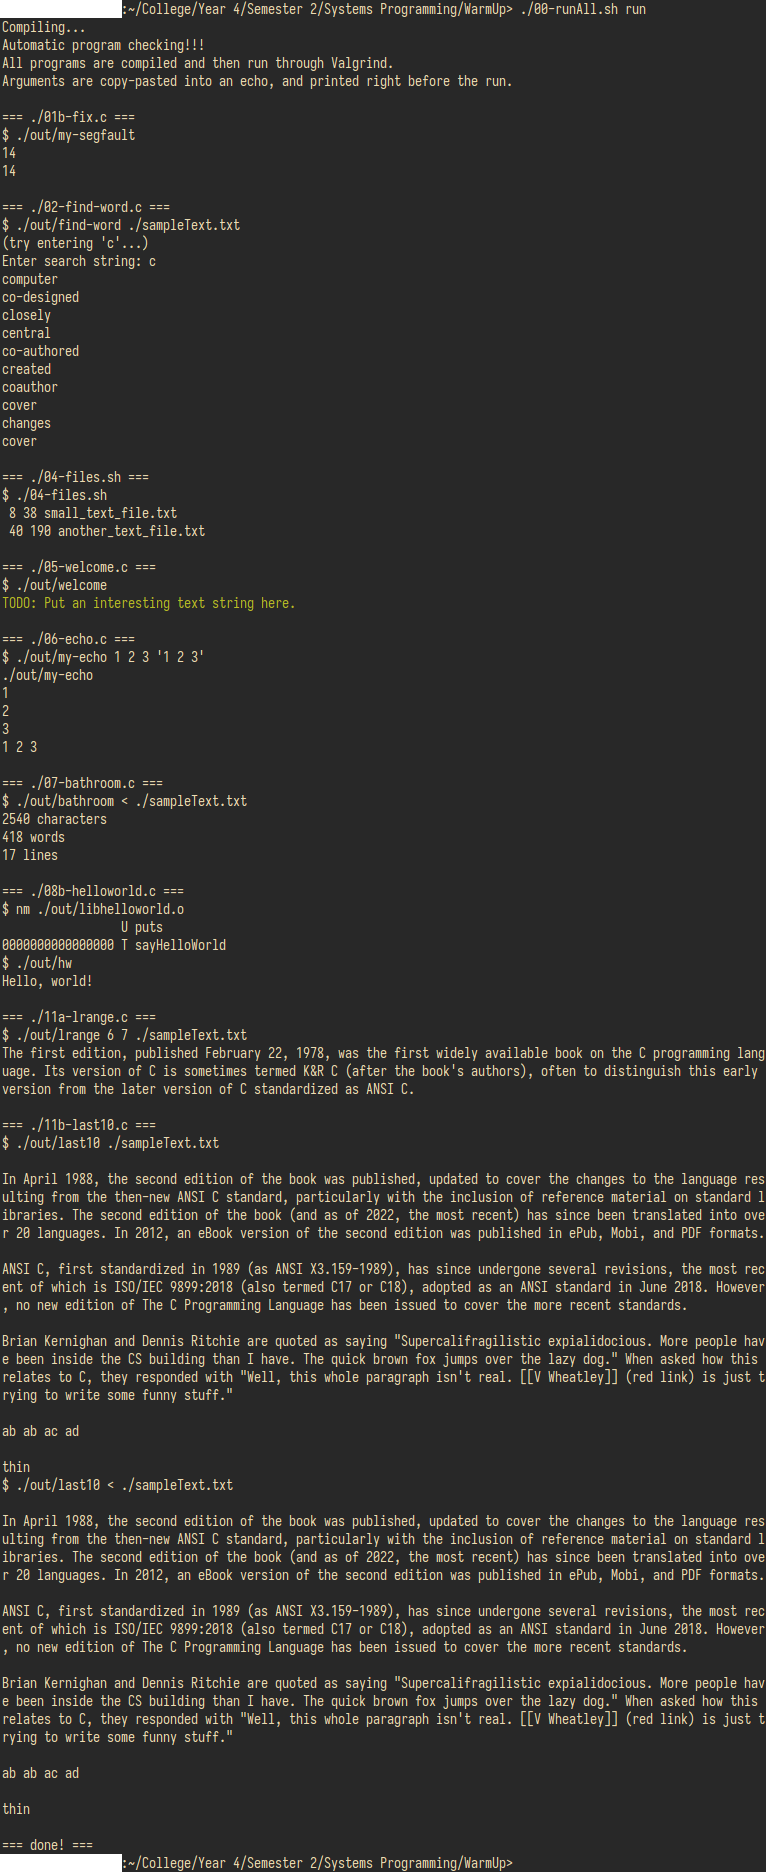 :~/College/Year 4/Semester 2/Systems Programming/WarmUp> ./00-runAll.sh run
Compiling...
Automatic program checking!!!
All programs are compiled and then run through Valgrind.
Arguments are copy-pasted into an echo, and printed right before the run.

=== ./01b-fix.c ===
$ ./out/my-segfault
14
14

=== ./02-find-word.c ===
$ ./out/find-word ./sampleText.txt
(try entering 'c'...)
Enter search string: c
computer
co-designed
closely
central
co-authored
created
coauthor
cover
changes
cover

=== ./04-files.sh ===
$ ./04-files.sh
 8 38 small_text_file.txt
 40 190 another_text_file.txt

=== ./05-welcome.c ===
$ ./out/welcome
TODO: Put an interesting text string here.

=== ./06-echo.c ===
$ ./out/my-echo 1 2 3 '1 2 3'
./out/my-echo
1
2
3
1 2 3

=== ./07-bathroom.c ===
$ ./out/bathroom < ./sampleText.txt
2540 characters
418 words
17 lines

=== ./08b-helloworld.c ===
$ nm ./out/libhelloworld.o
                 U puts
0000000000000000 T sayHelloWorld
$ ./out/hw
Hello, world!

=== ./11a-lrange.c ===
$ ./out/lrange 6 7 ./sampleText.txt
The first edition, published February 22, 1978, was the first widely available book on the C programming lang
uage. Its version of C is sometimes termed K&R C (after the book's authors), often to distinguish this early
version from the later version of C standardized as ANSI C.

=== ./11b-last10.c ===
$ ./out/last10 ./sampleText.txt

In April 1988, the second edition of the book was published, updated to cover the changes to the language res
ulting from the then-new ANSI C standard, particularly with the inclusion of reference material on standard l
ibraries. The second edition of the book (and as of 2022, the most recent) has since been translated into ove
r 20 languages. In 2012, an eBook version of the second edition was published in ePub, Mobi, and PDF formats.

ANSI C, first standardized in 1989 (as ANSI X3.159-1989), has since undergone several revisions, the most rec
ent of which is ISO/IEC 9899:2018 (also termed C17 or C18), adopted as an ANSI standard in June 2018. However
, no new edition of The C Programming Language has been issued to cover the more recent standards.

Brian Kernighan and Dennis Ritchie are quoted as saying "Supercalifragilistic expialidocious. More people hav
e been inside the CS building than I have. The quick brown fox jumps over the lazy dog." When asked how this
relates to C, they responded with "Well, this whole paragraph isn't real. [[V Wheatley]] (red link) is just t
rying to write some funny stuff."

ab ab ac ad

thin
$ ./out/last10 < ./sampleText.txt

In April 1988, the second edition of the book was published, updated to cover the changes to the language res
ulting from the then-new ANSI C standard, particularly with the inclusion of reference material on standard l
ibraries. The second edition of the book (and as of 2022, the most recent) has since been translated into ove
r 20 languages. In 2012, an eBook version of the second edition was published in ePub, Mobi, and PDF formats.

ANSI C, first standardized in 1989 (as ANSI X3.159-1989), has since undergone several revisions, the most rec
ent of which is ISO/IEC 9899:2018 (also termed C17 or C18), adopted as an ANSI standard in June 2018. However
, no new edition of The C Programming Language has been issued to cover the more recent standards.

Brian Kernighan and Dennis Ritchie are quoted as saying "Supercalifragilistic expialidocious. More people hav
e been inside the CS building than I have. The quick brown fox jumps over the lazy dog." When asked how this
relates to C, they responded with "Well, this whole paragraph isn't real. [[V Wheatley]] (red link) is just t
rying to write some funny stuff."

ab ab ac ad

thin

=== done! ===
:~/College/Year 4/Semester 2/Systems Programming/WarmUp>